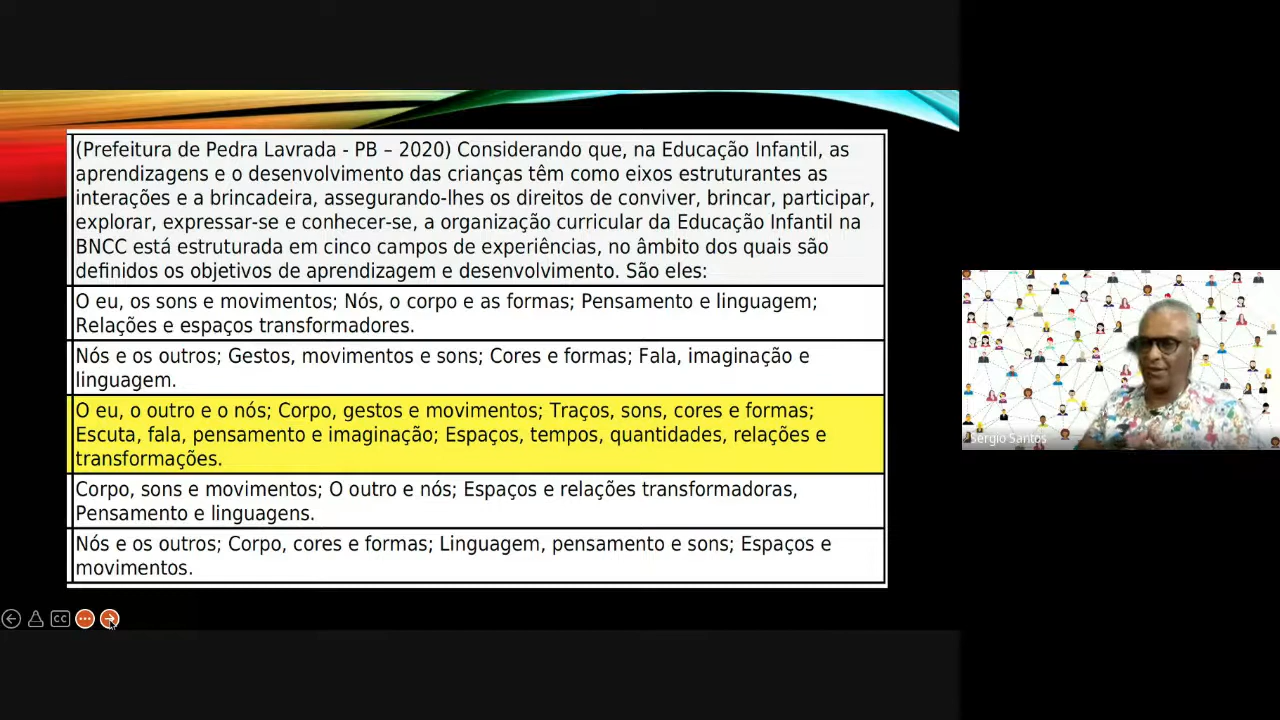 (Prefeitura de Pedra Lavrada - PB – 2020) Considerando que, na Educação Infantil, as
aprendizagens e o desenvolvimento das crianças têm como eixos estruturantes as
interações e a brincadeira, assegurando-lhes os direitos de conviver, brincar, participar,
explorar, expressar-se e conhecer-se, a organização curricular da Educação Infantil na
BNCC está estruturada em cinco campos de experiências, no âmbito dos quais são
definidos os objetivos de aprendizagem e desenvolvimento. São eles:
O eu, os sons e movimentos; Nós, o corpo e as formas; Pensamento e linguagem;
Relações e espaços transformadores.
Nós e os outros; Gestos, movimentos e sons; Cores e formas; Fala, imaginação e
linguagem.
O eu, o outro e o nós; Corpo, gestos e movimentos; Traços, sons, cores e formas;
Escuta, fala, pensamento e imaginação; Espaços, tempos, quantidades, relações e
transformações.
Corpo, sons e movimentos; O outro e nós; Espaços e relações transformadoras,
Pensamento e linguagens.
Nós e os outros; Corpo, cores e formas; Linguagem, pensamento e sons; Espaços e
movimentos.
CC
Sergio Santos